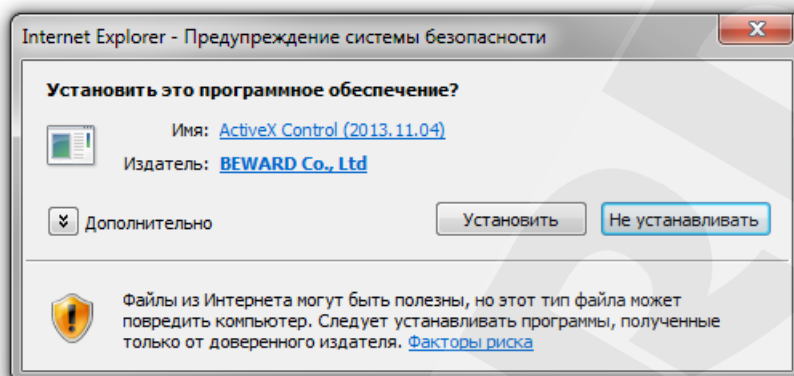 Internet Explorer - Предупреждение системы безопасности
Установить это программное обеспечение?
Имя: ActiveX Control (2013.11.04)
Издатель: BEWARD Co., Ltd
Дополнительно
Установить
Не устанавливать
Файлы из Интернета могут быть полезны, но этот тип файла может
повредить компьютер. Следует устанавливать программы, полученные
только от доверенного издателя. Факторы риска